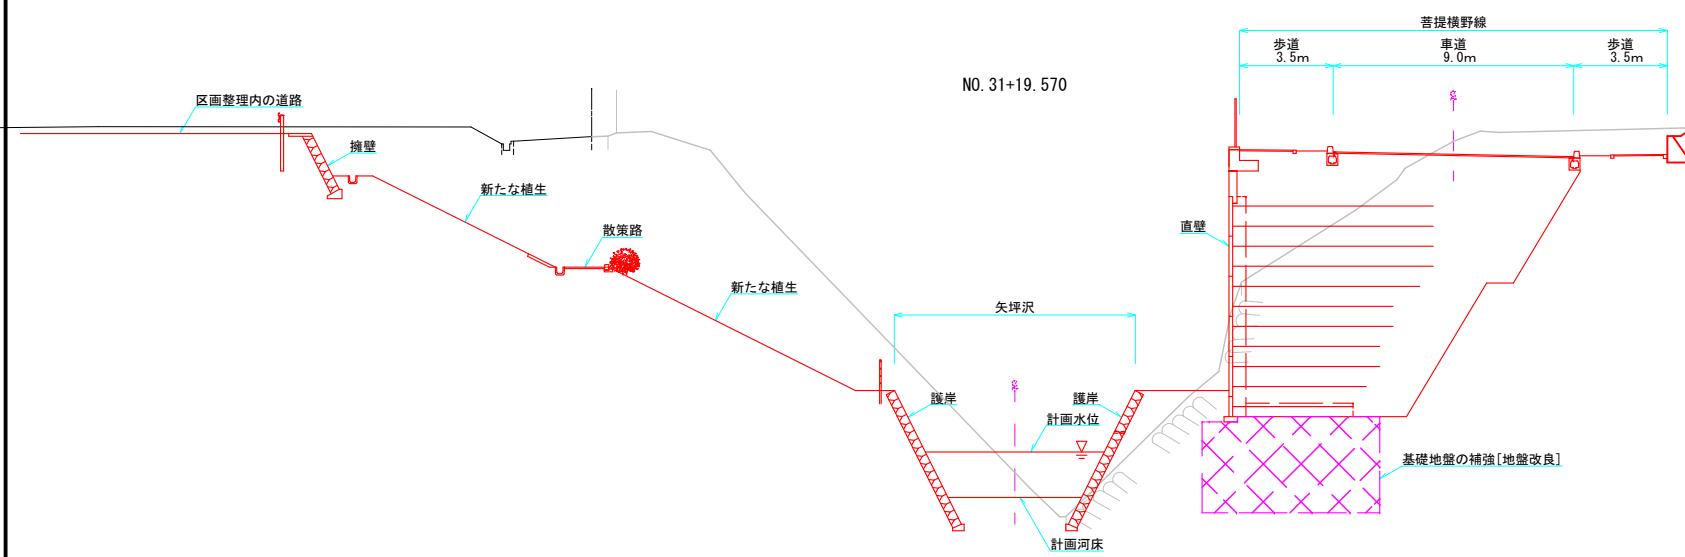 菩提横野線
歩道
3.5m
車道
9.0m
歩道
3.5m
NO.31+19.570
区画整理内の道路
擁壁
新たな植生
散策路
直壁
新たな植生
矢坪沢
護岸
護岸
計画水位
基礎地盤の補強[地盤改良]
計画河床